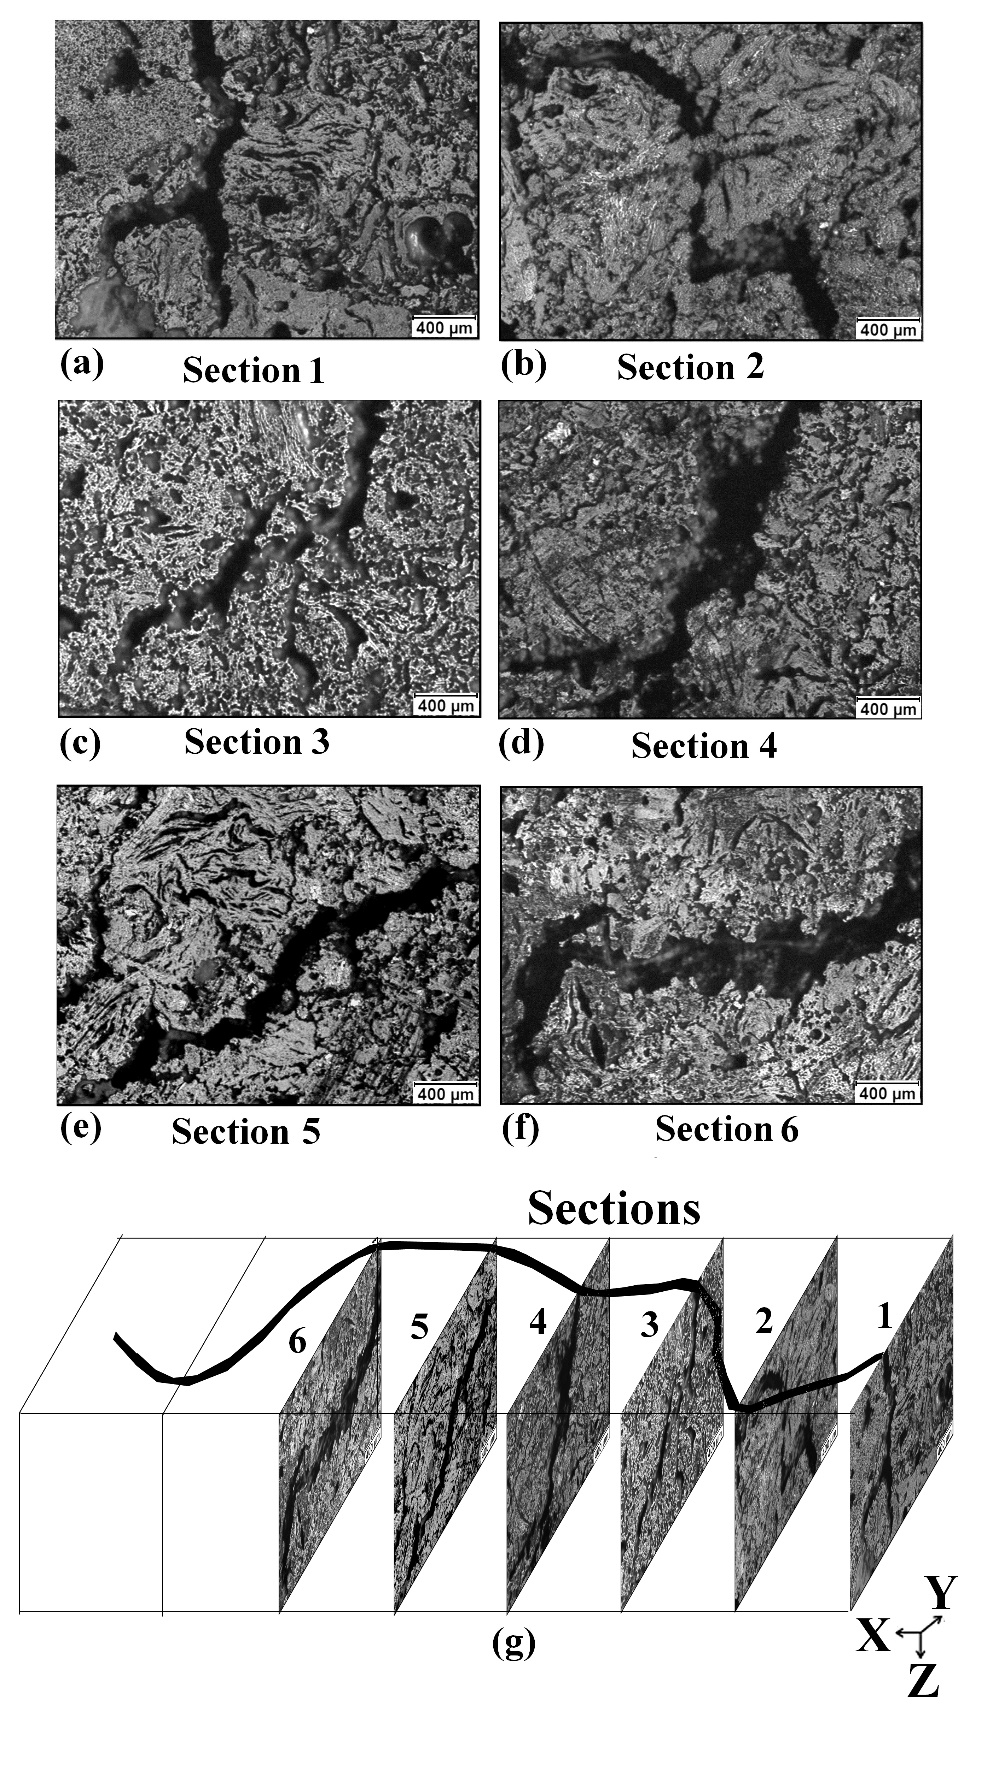 400 µm
400 µm
(a) Section 1
(b) Section 2
400 µm
400 µm
(c) Section 3
(d) Section 4
400 µm
400 µm
(e) Section 5
(f) Section 6
Sections
6 5 4 3 2 1
Y
X
Z
(g)